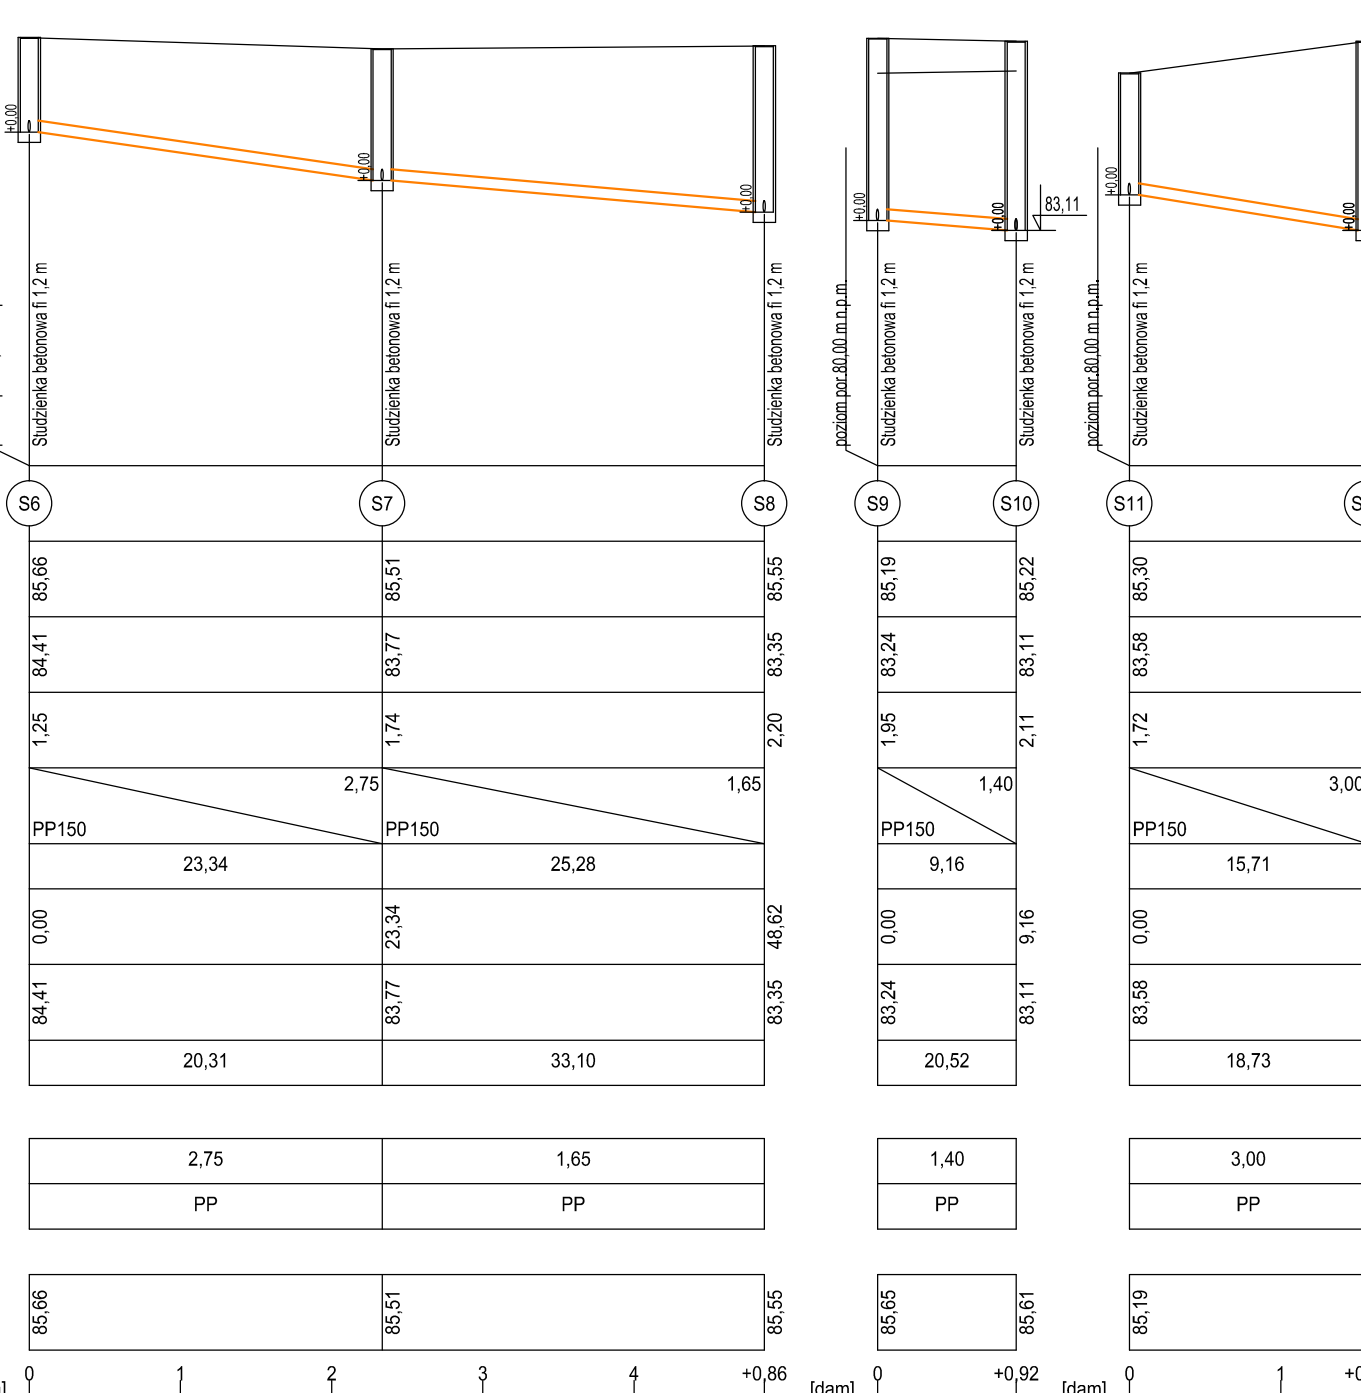 +0,00
+0,00
+0,00
+0,00
+0,00
83,11
+0,00
+0,00
Studzienka betonowa fi 1,2 m
Studzienka betonowa fi 1,2 m
Studzienka betonowa fi 1,2 m
poziom por.80,00 m n.p.m.
Studzienka betonowa fi 1,2 m
Studzienka betonowa fi 1,2 m
poziom por.80,00 m n.p.m.
Studzienka betonowa fi 1,2 m
S6 S7 S8 S9 S10 S11 S
85,66 85,51 85,55 85,19 85,22 85,30
84,41 83,77 83,35 83,24 83,11 83,58
1,25 1,74 2,20 1,95 2,11 1,72
2,75 1,65 1,40 3,00
PP150 PP150 PP150 PP150
23,34 25,28 9,16 15,71
0,00 23,34 48,62 0,00 9,16 0,00
84,41 83,77 83,35 83,24 83,11 83,58
20,31 33,10 20,52 18,73
2,75 1,65 1,40 3,00
PP PP PP PP
85,66 85,51 85,55 85,65 85,61 85,19
0 1 2 3 4 +0,86 [dam] 0 +0,92 [dam] 0 1